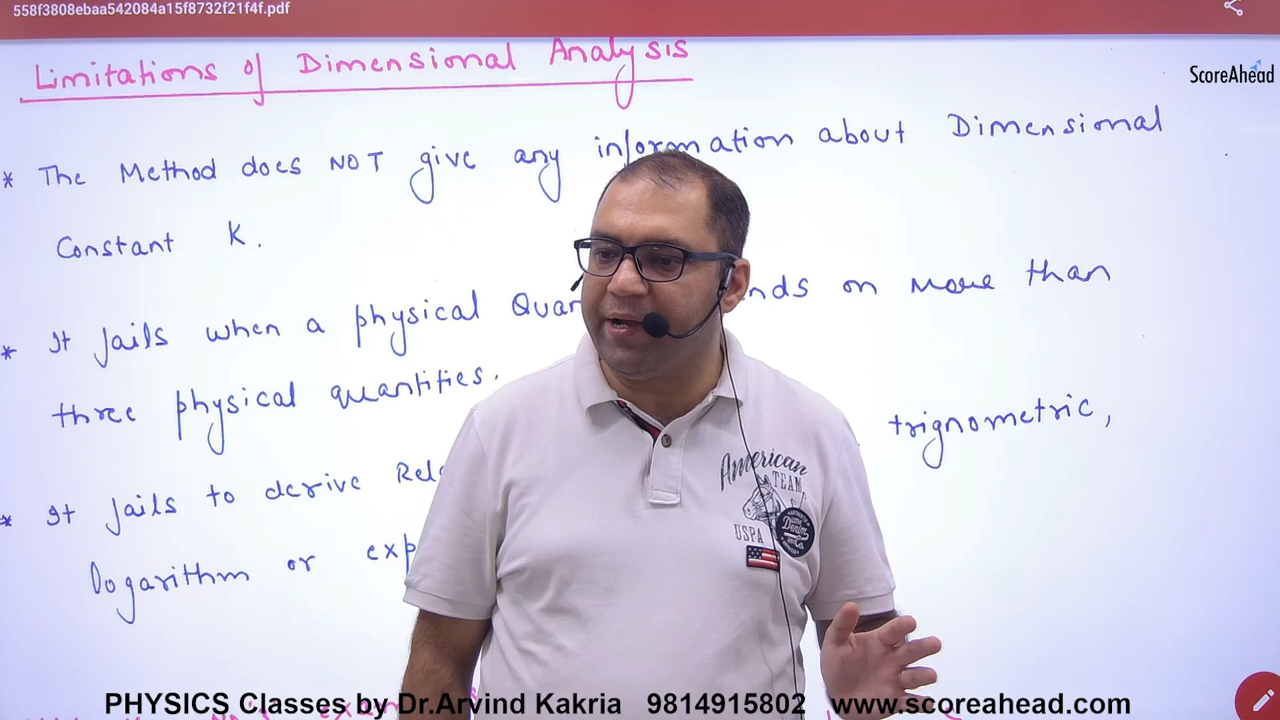 558f3808ebaa542084a15f8732f21f4f.pdf
Limitations of Dimensional Analysis
ScoreAhead
* The Method does NOT give any information about Dimensional
Constant K.
* It fails when a physical Quan nds on more than
three physical quantities.
* It fails to derive Rel trignometric,
logarithm or exp
American
TEAM
USPA
Denim
Co
PHYSICS Classes by Dr.Arvind Kakria 9814915802 www.scoreahead.com